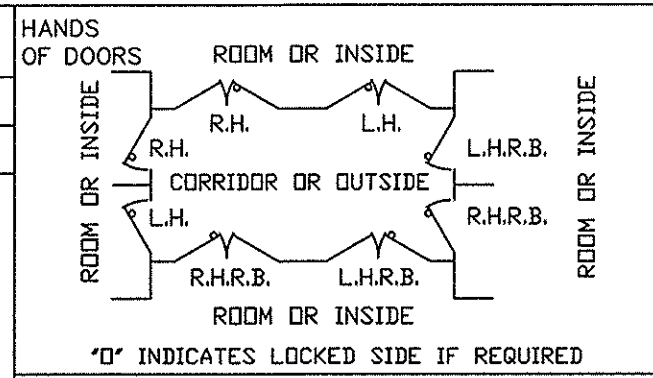 HANDS
OF DOORS
ROOM OR INSIDE
R.H.
L.H.
ROOM OR INSIDE
R.H.
L.H.R.B.
ROOM OR INSIDE
CORRIDOR OR OUTSIDE
L.H.
R.H.R.B.
R.H.R.B.
L.H.R.B.
ROOM OR INSIDE
"O" INDICATES LOCKED SIDE IF REQUIRED